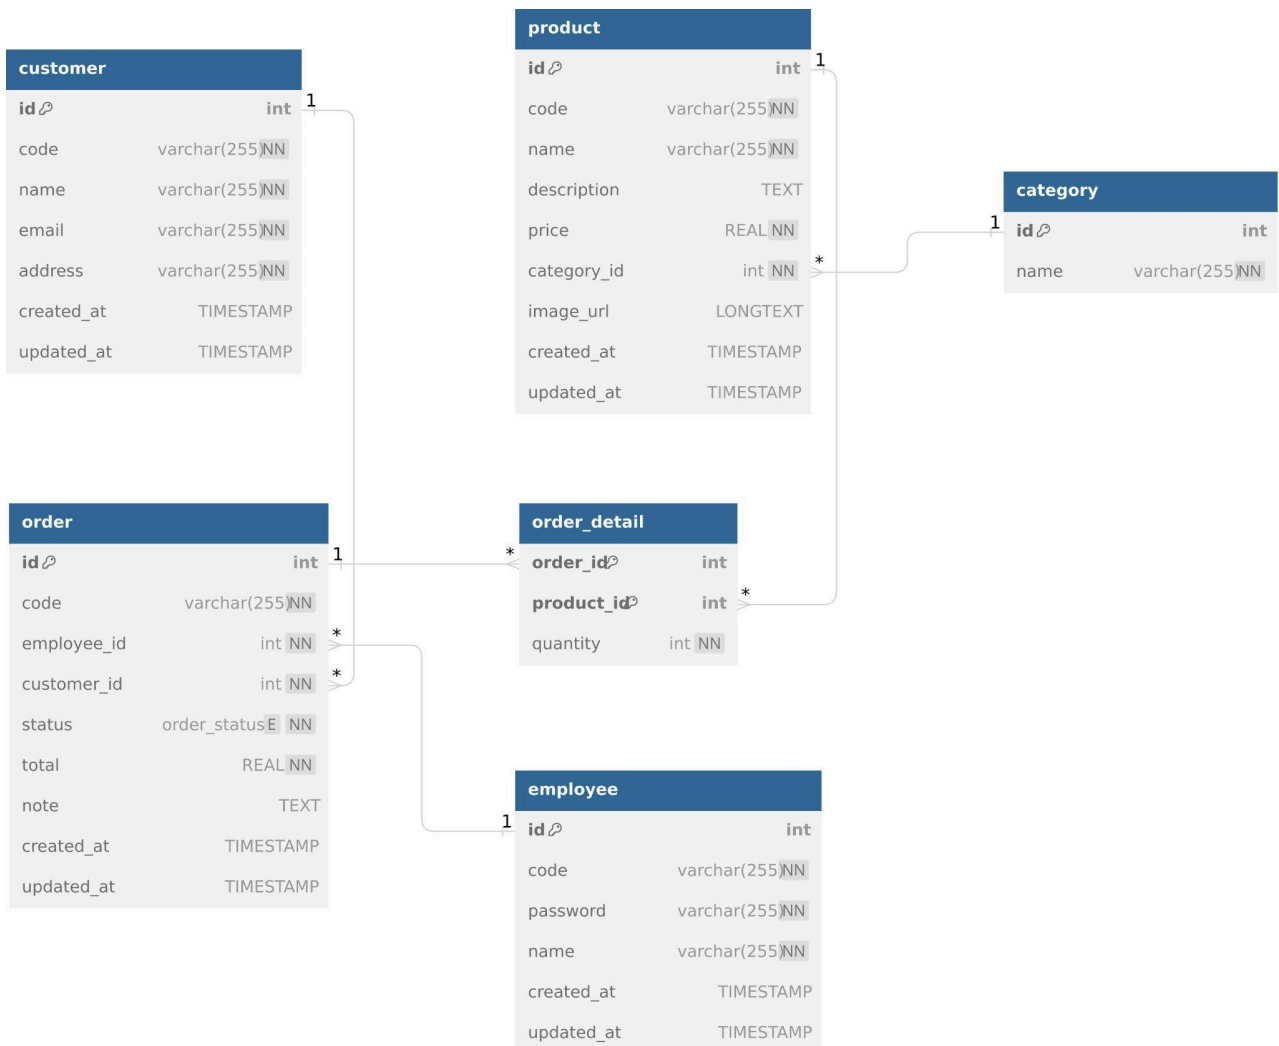 customer
id int
code varchar(255) NN
name varchar(255) NN
email varchar(255) NN
address varchar(255) NN
created_at TIMESTAMP
updated_at TIMESTAMP
1
product
id int
code varchar(255) NN
name varchar(255) NN
description TEXT
price REAL NN
category_id int NN
image_url LONGTEXT
created_at TIMESTAMP
updated_at TIMESTAMP
1
*
category
1
id int
name varchar(255) NN
order
id int
code varchar(255) NN
employee_id int NN
customer_id int NN
status order_status E NN
total REAL NN
note TEXT
created_at TIMESTAMP
updated_at TIMESTAMP
1
*
*
order_detail
*
order_id int
product_id int
quantity int NN
*
employee
1
id int
code varchar(255) NN
password varchar(255) NN
name varchar(255) NN
created_at TIMESTAMP
updated_at TIMESTAMP